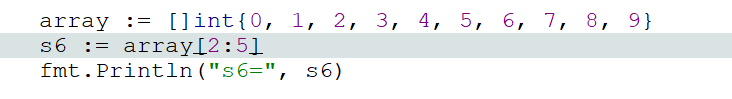 array := []int{0, 1, 2, 3, 4, 5, 6, 7, 8, 9}
s6 := array[2:5]
fmt.Println("s6=", s6)